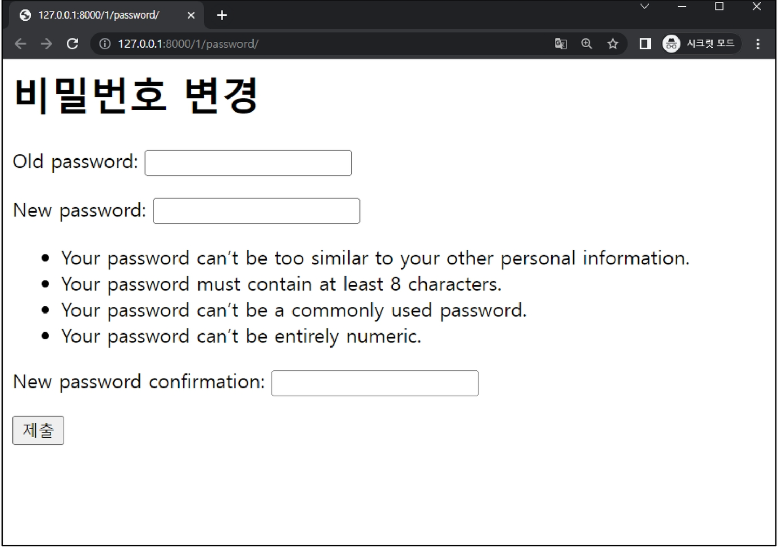 127.0.0.1:8000/1/password/
127.0.0.1:8000/1/password/
시크릿 모드
비밀번호 변경
Old password:
New password:
Your password can't be too similar to your other personal information.
Your password must contain at least 8 characters.
Your password can't be a commonly used password.
Your password can't be entirely numeric.
New password confirmation:
제출